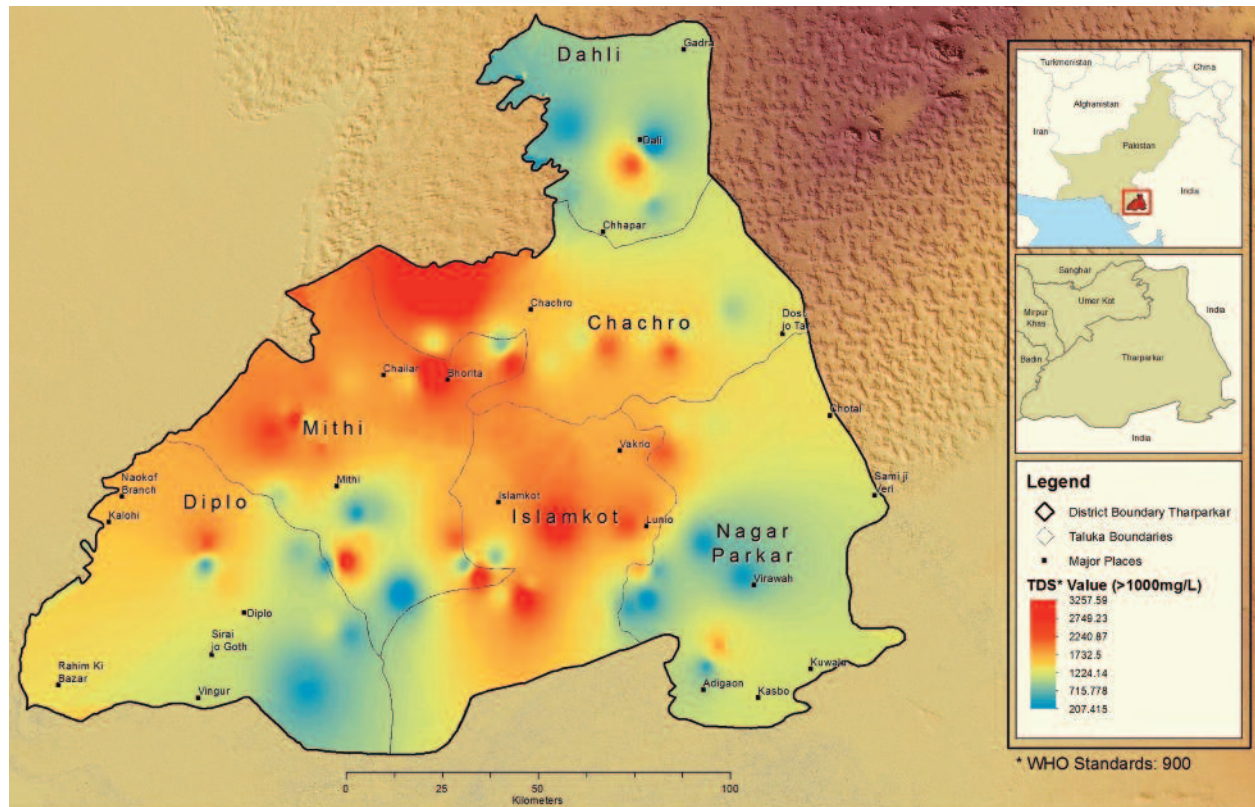 Dahli
Gadra
Dali
Chhapar
Chachro
Chachro
Dost
jo Tar
Chailar
Bhorita
Mithi
Chotal
Vakrio
Naokof
Branch
Mithi
Sami ji
Veri
Kalohi
Diplo
Islamkot
Islamkot
Lunio
Nagar
Parkar
Virawah
Diplo
Sirai
jo Goth
Rahim Ki
Bazar
Vingur
Kuwala
Adigaon
Kasbo
0 25 50 100
Kilometers
Turkmenistan
China
Afghanistan
Iran
Pakistan
India
Sanghar
Umer Kot
India
Mirpur
Khas
Badin
Tharparkar
India
Legend
District Boundary Tharparkar
Taluka Boundaries
Major Places
TDS* Value (>1000mg/L)
3257.59
2749.23
2240.87
1732.5
1224.14
715.778
207.415
* WHO Standards: 900